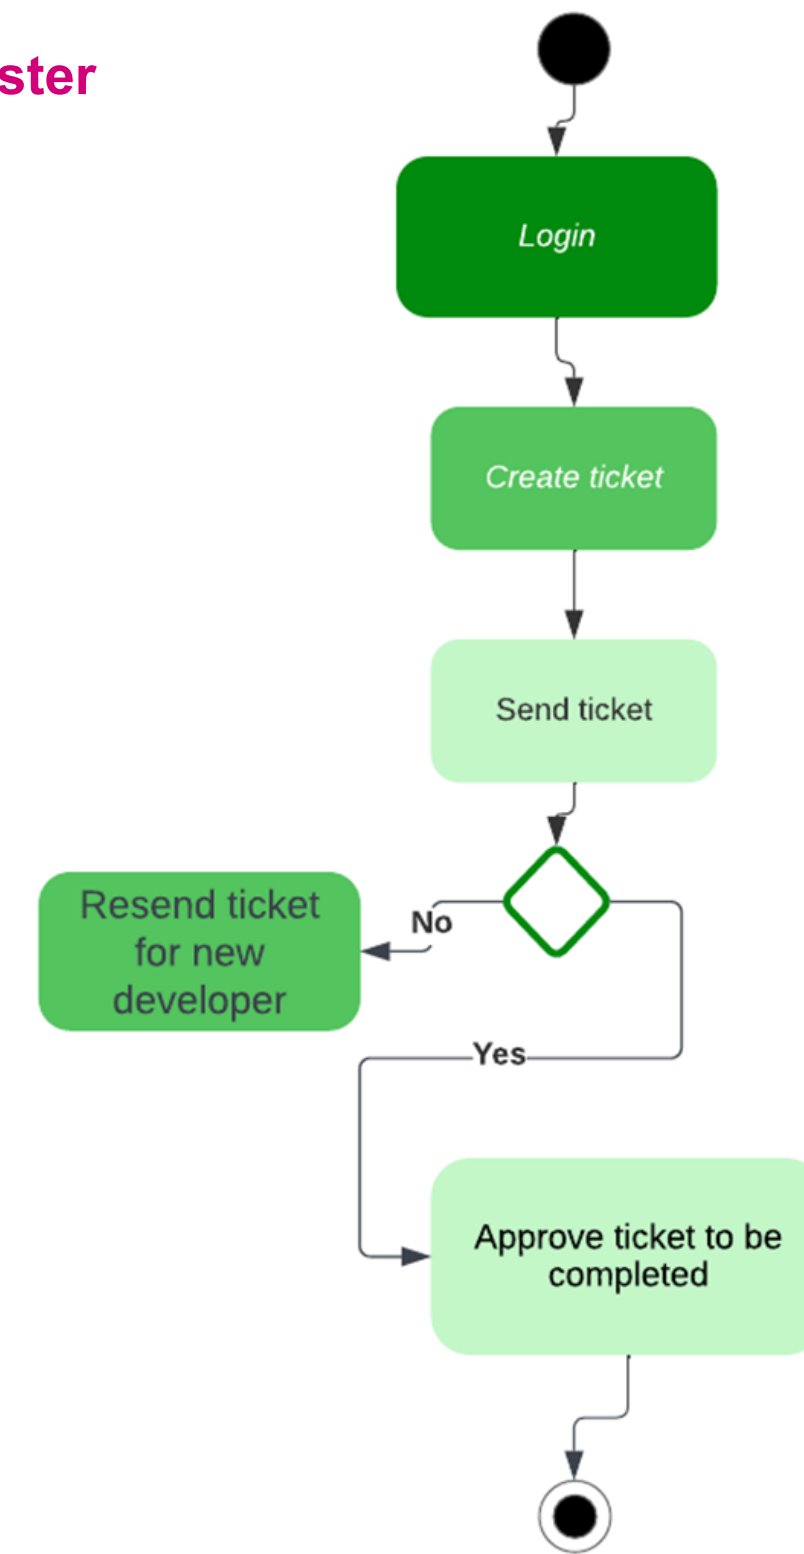 ster
Login
Create ticket
Send ticket
Resend ticket
for new
developer
No
Yes
Approve ticket to be
completed